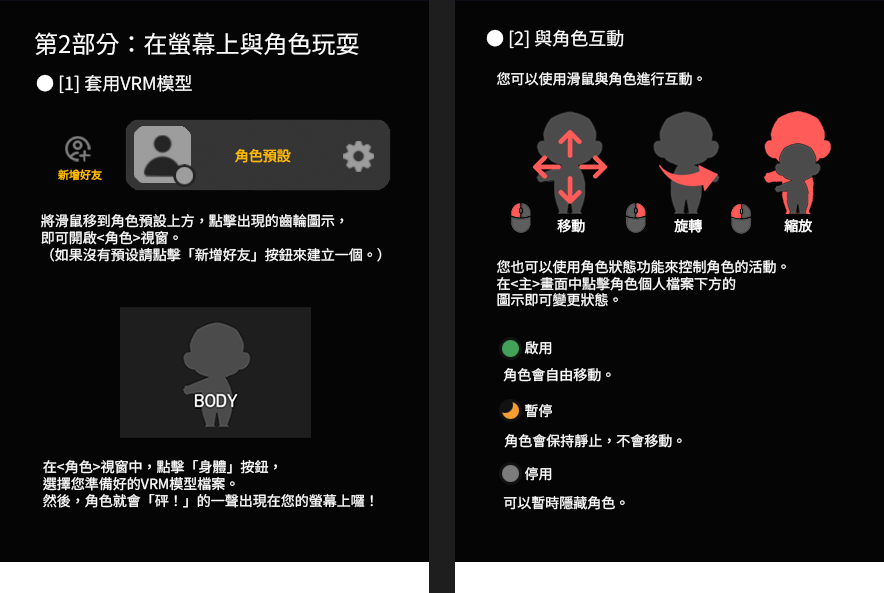 第2部分：在螢幕上與角色玩耍
[1] 套用VRM模型
新增好友
角色預設
將滑鼠移到角色預設上方，點擊出現的齒輪圖示，
即可開啟<角色>視窗。
（如果沒有预设請點擊「新增好友」按鈕來建立一個。）
BODY
在<角色>視窗中，點擊「身體」按鈕，
選擇您準備好的VRM模型檔案。
然後，角色就會「砰！」的一聲出現在您的螢幕上囉！
[2] 與角色互動
您可以使用滑鼠與角色進行互動。
移動
旋轉
縮放
您也可以使用角色狀態功能來控制角色的活動。
在<主>畫面中點擊角色個人檔案下方的
圖示即可變更狀態。
啟用
角色會自由移動。
暫停
角色會保持靜止，不會移動。
停用
可以暫時隱藏角色。